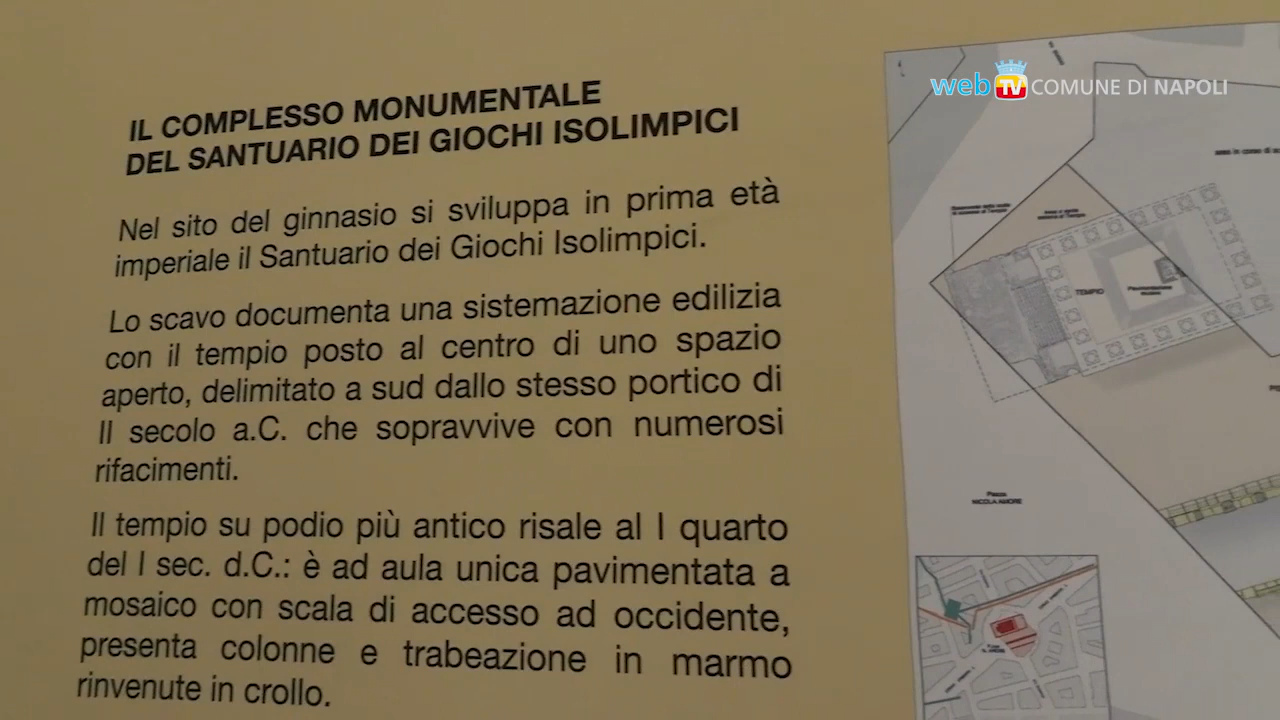 web TV COMUNE DI NAPOLI
IL COMPLESSO MONUMENTALE
DEL SANTUARIO DEI GIOCHI ISOLIMPICI
Nel sito del ginnasio si sviluppa in prima età
imperiale il Santuario dei Giochi Isolimpici.
Lo scavo documenta una sistemazione edilizia
con il tempio posto al centro di uno spazio
aperto, delimitato a sud dallo stesso portico di
II secolo a.C. che sopravvive con numerosi
rifacimenti.
Il tempio su podio più antico risale al I quarto
del I sec. d.C.: è ad aula unica pavimentata a
mosaico con scala di accesso ad occidente,
presenta colonne e trabeazione in marmo
rinvenute in crollo.
TEMPIO
Piazza
NICOLA AMORE